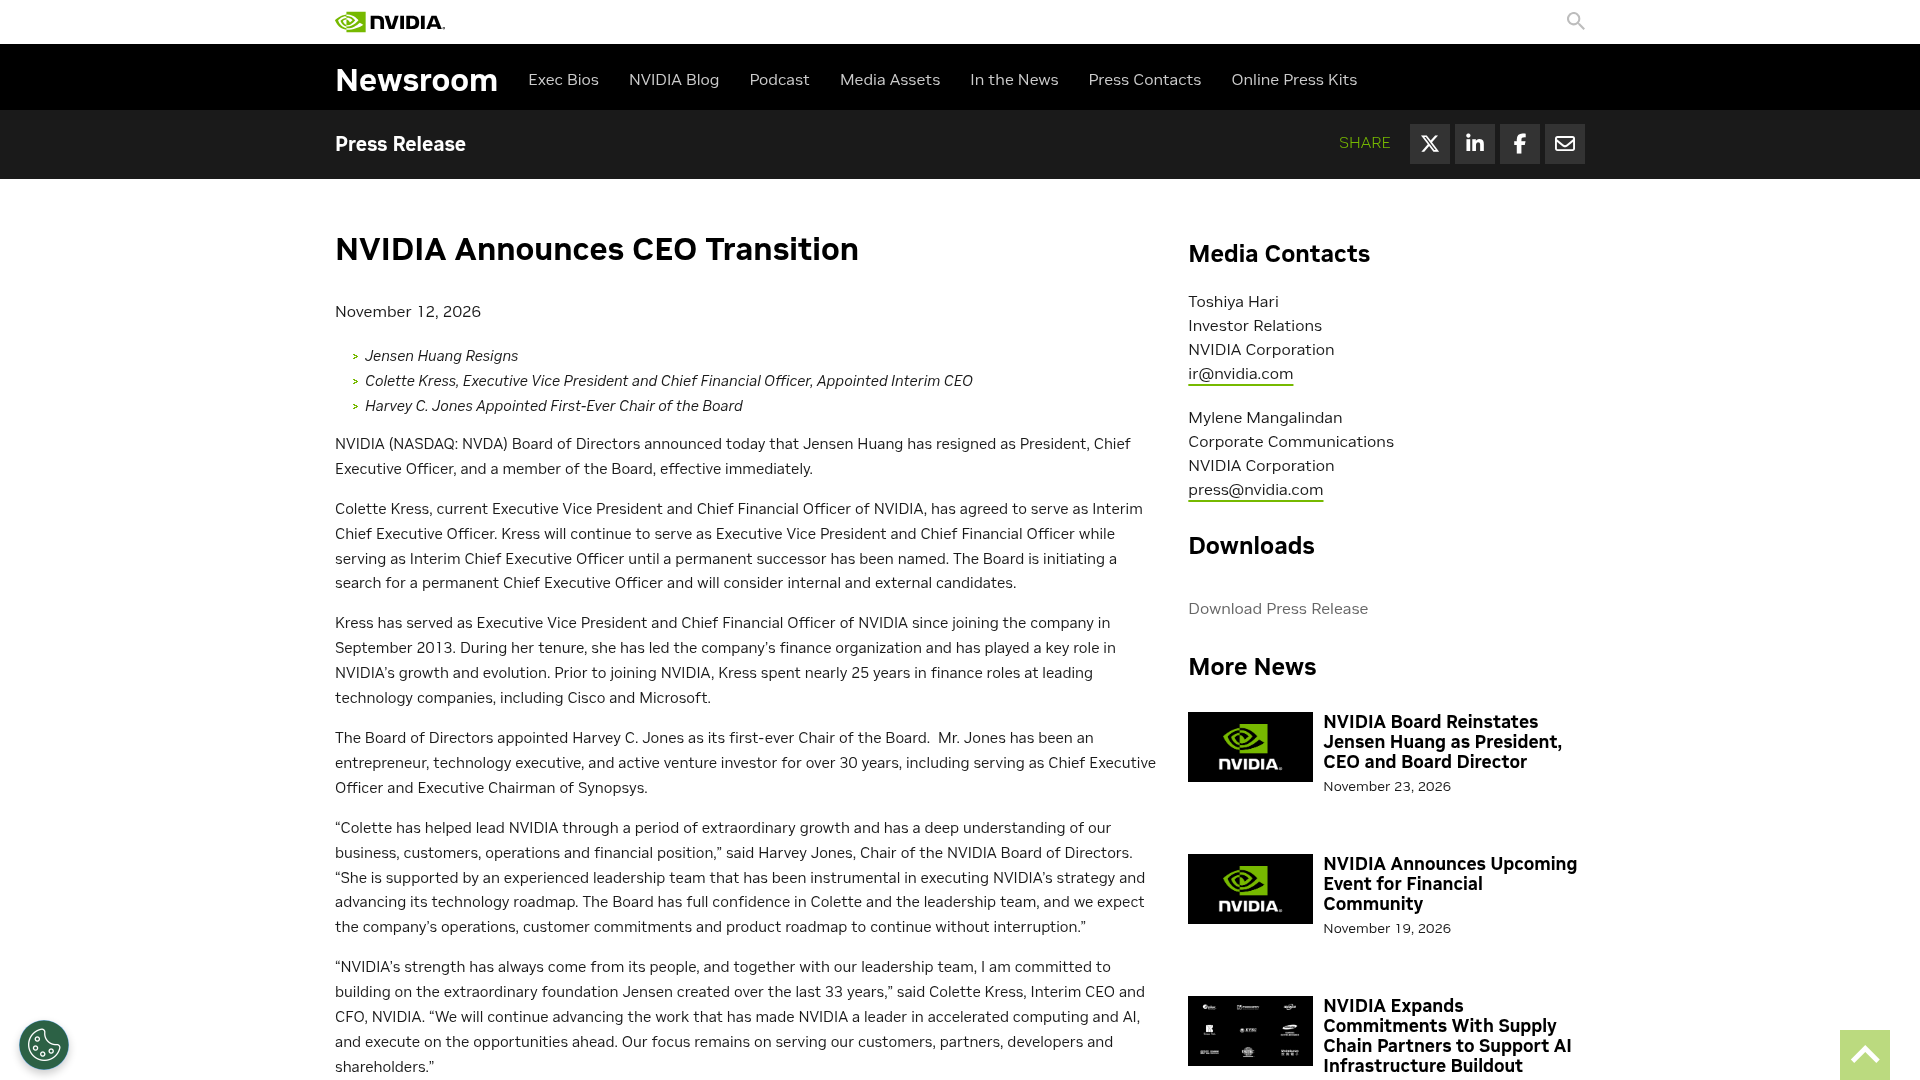 NVIDIA.
Newsroom
Exec Bios
NVIDIA Blog
Podcast
Media Assets
In the News
Press Contacts
Online Press Kits
Press Release
SHARE
NVIDIA Announces CEO Transition
November 12, 2026
> Jensen Huang Resigns
> Colette Kress, Executive Vice President and Chief Financial Officer, Appointed Interim CEO
> Harvey C. Jones Appointed First-Ever Chair of the Board
NVIDIA (NASDAQ: NVDA) Board of Directors announced today that Jensen Huang has resigned as President, Chief
Executive Officer, and a member of the Board, effective immediately.
Colette Kress, current Executive Vice President and Chief Financial Officer of NVIDIA, has agreed to serve as Interim
Chief Executive Officer. Kress will continue to serve as Executive Vice President and Chief Financial Officer while
serving as Interim Chief Executive Officer until a permanent successor has been named. The Board is initiating a
search for a permanent Chief Executive Officer and will consider internal and external candidates.
Kress has served as Executive Vice President and Chief Financial Officer of NVIDIA since joining the company in
September 2013. During her tenure, she has led the company’s finance organization and has played a key role in
NVIDIA’s growth and evolution. Prior to joining NVIDIA, Kress spent nearly 25 years in finance roles at leading
technology companies, including Cisco and Microsoft.
The Board of Directors appointed Harvey C. Jones as its first-ever Chair of the Board.  Mr. Jones has been an
entrepreneur, technology executive, and active venture investor for over 30 years, including serving as Chief Executive
Officer and Executive Chairman of Synopsys.
“Colette has helped lead NVIDIA through a period of extraordinary growth and has a deep understanding of our
business, customers, operations and financial position,” said Harvey Jones, Chair of the NVIDIA Board of Directors.
“She is supported by an experienced leadership team that has been instrumental in executing NVIDIA’s strategy and
advancing its technology roadmap. The Board has full confidence in Colette and the leadership team, and we expect
the company’s operations, customer commitments and product roadmap to continue without interruption.”
“NVIDIA’s strength has always come from its people, and together with our leadership team, I am committed to
building on the extraordinary foundation Jensen created over the last 33 years,” said Colette Kress, Interim CEO and
CFO, NVIDIA. “We will continue advancing the work that has made NVIDIA a leader in accelerated computing and AI,
and execute on the opportunities ahead. Our focus remains on serving our customers, partners, developers and
shareholders.”
Media Contacts
Toshiya Hari
Investor Relations
NVIDIA Corporation
ir@nvidia.com
Mylene Mangalindan
Corporate Communications
NVIDIA Corporation
press@nvidia.com
Downloads
Download Press Release
More News
NVIDIA.
NVIDIA Board Reinstates
Jensen Huang as President,
CEO and Board Director
November 23, 2026
NVIDIA.
NVIDIA Announces Upcoming
Event for Financial
Community
November 19, 2026
NVIDIA Expands
Commitments With Supply
Chain Partners to Support AI
Infrastructure Buildout